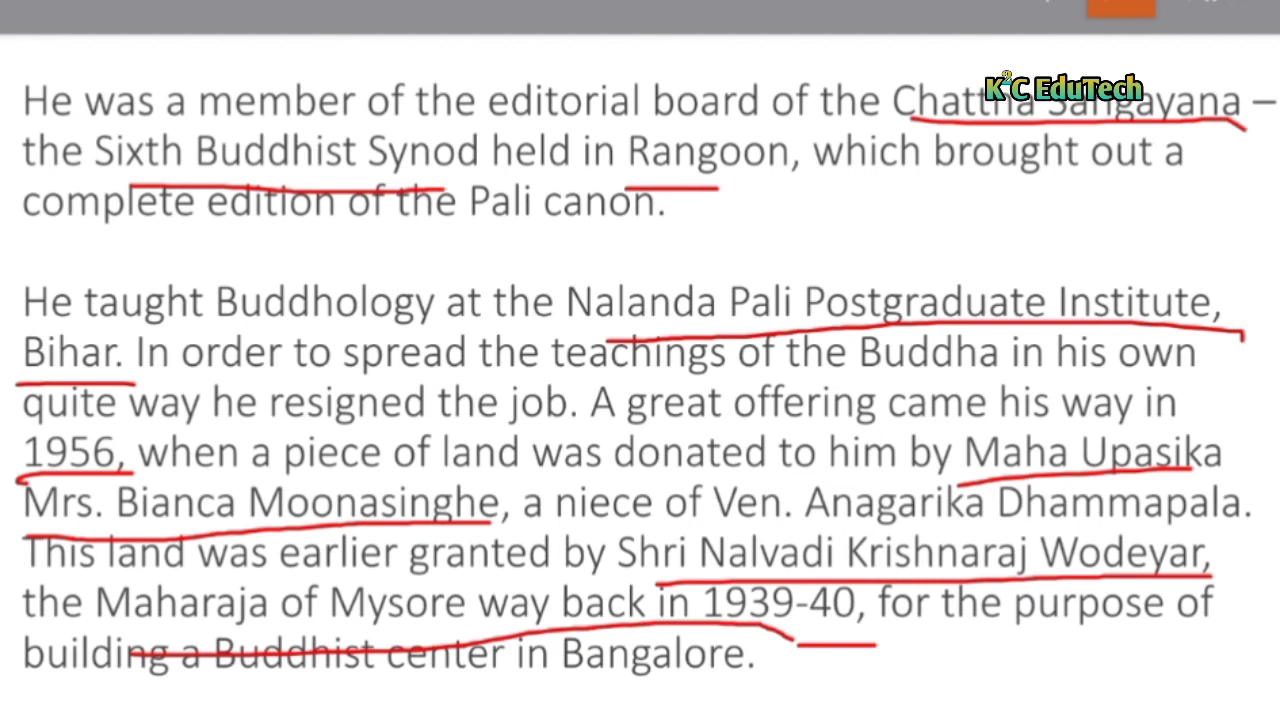 He was a member of the editorial board of the Chattha Sangayana –
K2C EduTech
the Sixth Buddhist Synod held in Rangoon, which brought out a
complete edition of the Pali canon.
He taught Buddhology at the Nalanda Pali Postgraduate Institute,
Bihar. In order to spread the teachings of the Buddha in his own
quite way he resigned the job. A great offering came his way in
1956, when a piece of land was donated to him by Maha Upasika
Mrs. Bianca Moonasinghe, a niece of Ven. Anagarika Dhammapala.
This land was earlier granted by Shri Nalvadi Krishnaraj Wodeyar,
the Maharaja of Mysore way back in 1939-40, for the purpose of
building a Buddhist center in Bangalore.